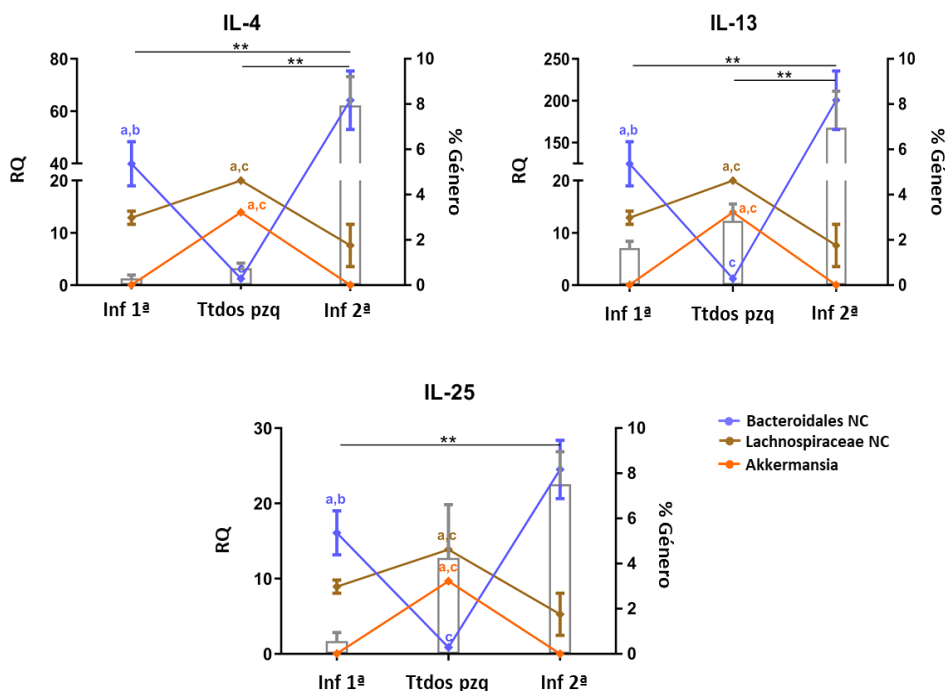 IL-4
**
**
80
60
40
20
10
0
RQ
10
8
6
4
2
0
% Género
a,b
a,c
a,c
c
Inf 1ª
Ttdos pzq
Inf 2ª
IL-13
**
**
250
200
150
20
10
0
RQ
10
8
6
4
2
0
% Género
a,b
a,c
a,c
c
Inf 1ª
Ttdos pzq
Inf 2ª
IL-25
**
30
20
10
0
RQ
10
8
6
4
2
0
% Género
a,b
a,c
a,c
c
Inf 1ª
Ttdos pzq
Inf 2ª
Bacteroidales NC
Lachnospiraceae NC
Akkermansia